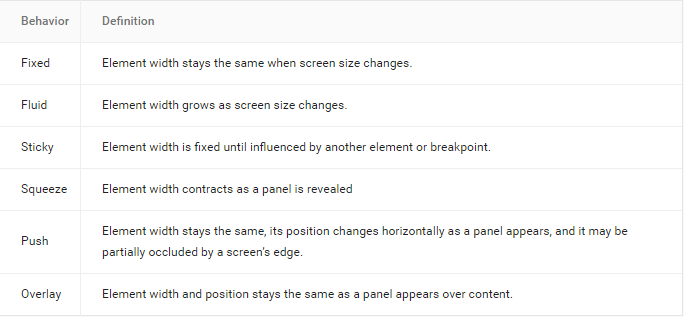 Behavior Definition
Fixed Element width stays the same when screen size changes.
Fluid Element width grows as screen size changes.
Sticky Element width is fixed until influenced by another element or breakpoint.
Squeeze Element width contracts as a panel is revealed
Push Element width stays the same, its position changes horizontally as a panel appears, and it may be
partially occluded by a screen’s edge.
Overlay Element width and position stays the same as a panel appears over content.